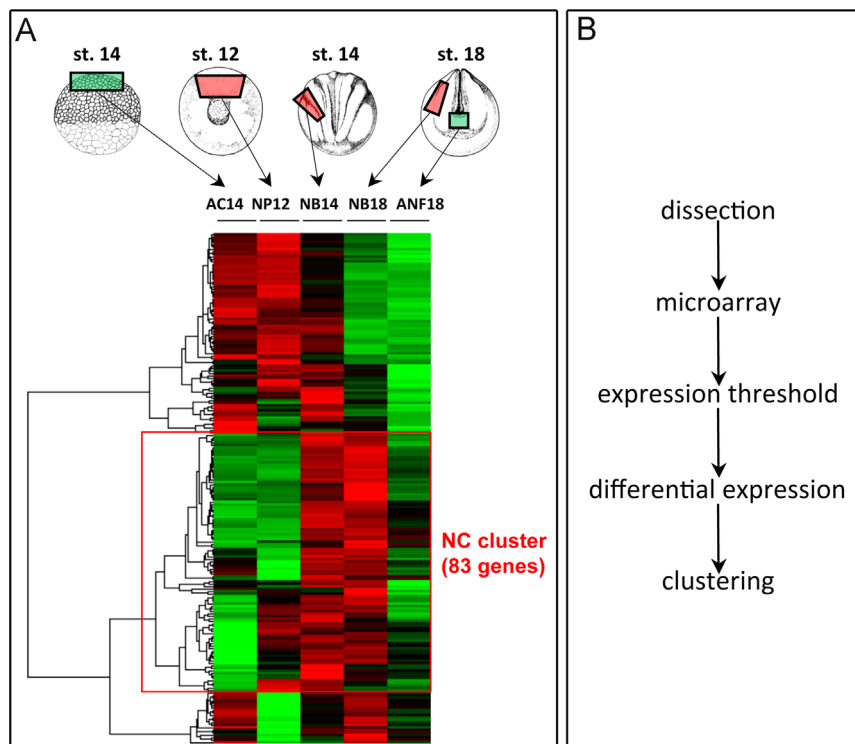 A
st. 14 st. 12 st. 14 st. 18
AC14 NP12 NB14 NB18 ANF18
NC cluster
(83 genes)
B
dissection
microarray
expression threshold
differential expression
clustering